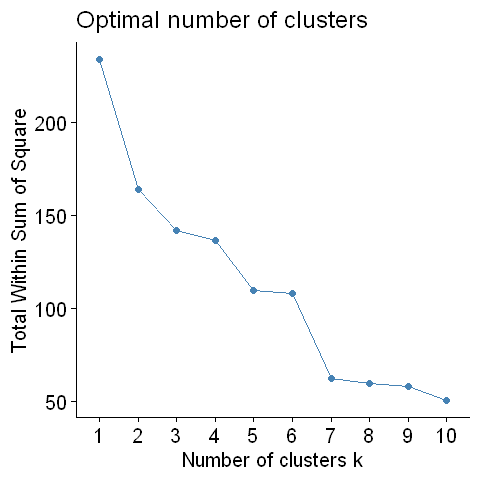 Optimal number of clusters
Total Within Sum of Square
200
150
100
50
1 2 3 4 5 6 7 8 9 10
Number of clusters k